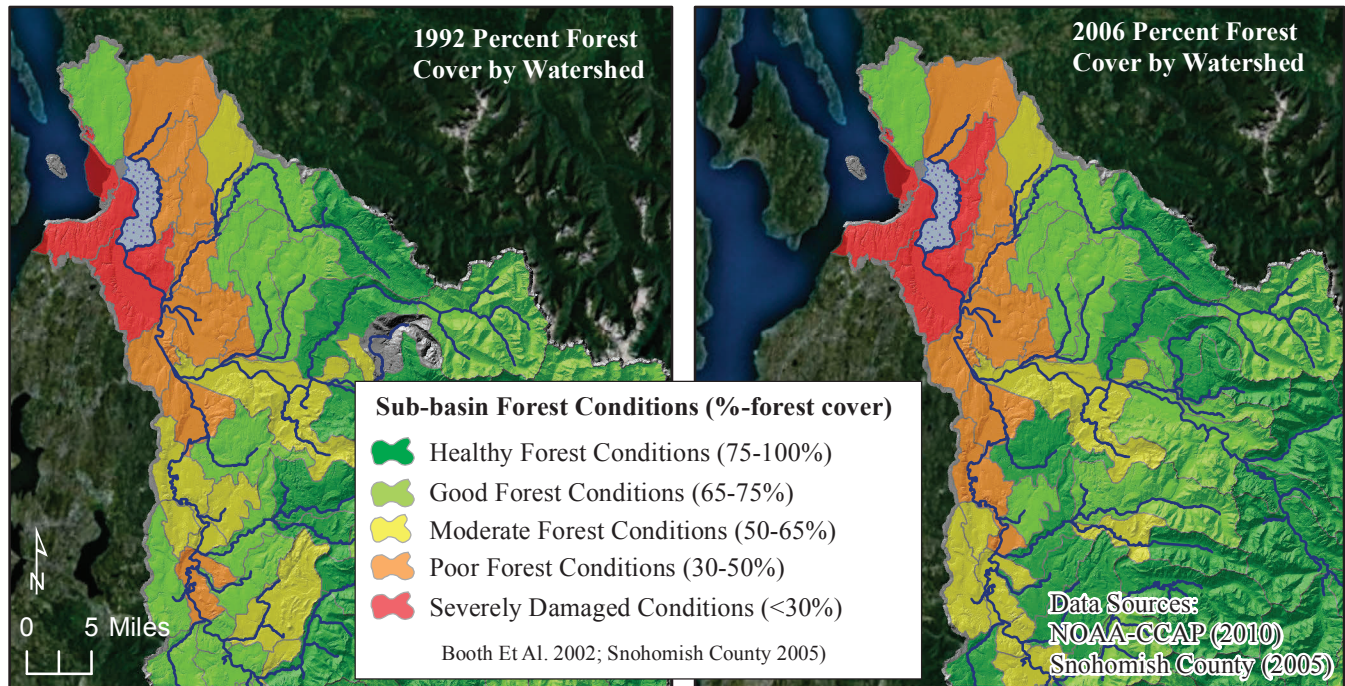 1992 Percent Forest
Cover by Watershed
2006 Percent Forest
Cover by Watershed
Sub-basin Forest Conditions (%-forest cover)
Healthy Forest Conditions (75-100%)
Good Forest Conditions (65-75%)
Moderate Forest Conditions (50-65%)
Poor Forest Conditions (30-50%)
Severely Damaged Conditions (<30%)
Booth Et Al. 2002; Snohomish County 2005)
N
0 5 Miles
Data Sources:
NOAA-CCAP (2010)
Snohomish County (2005)